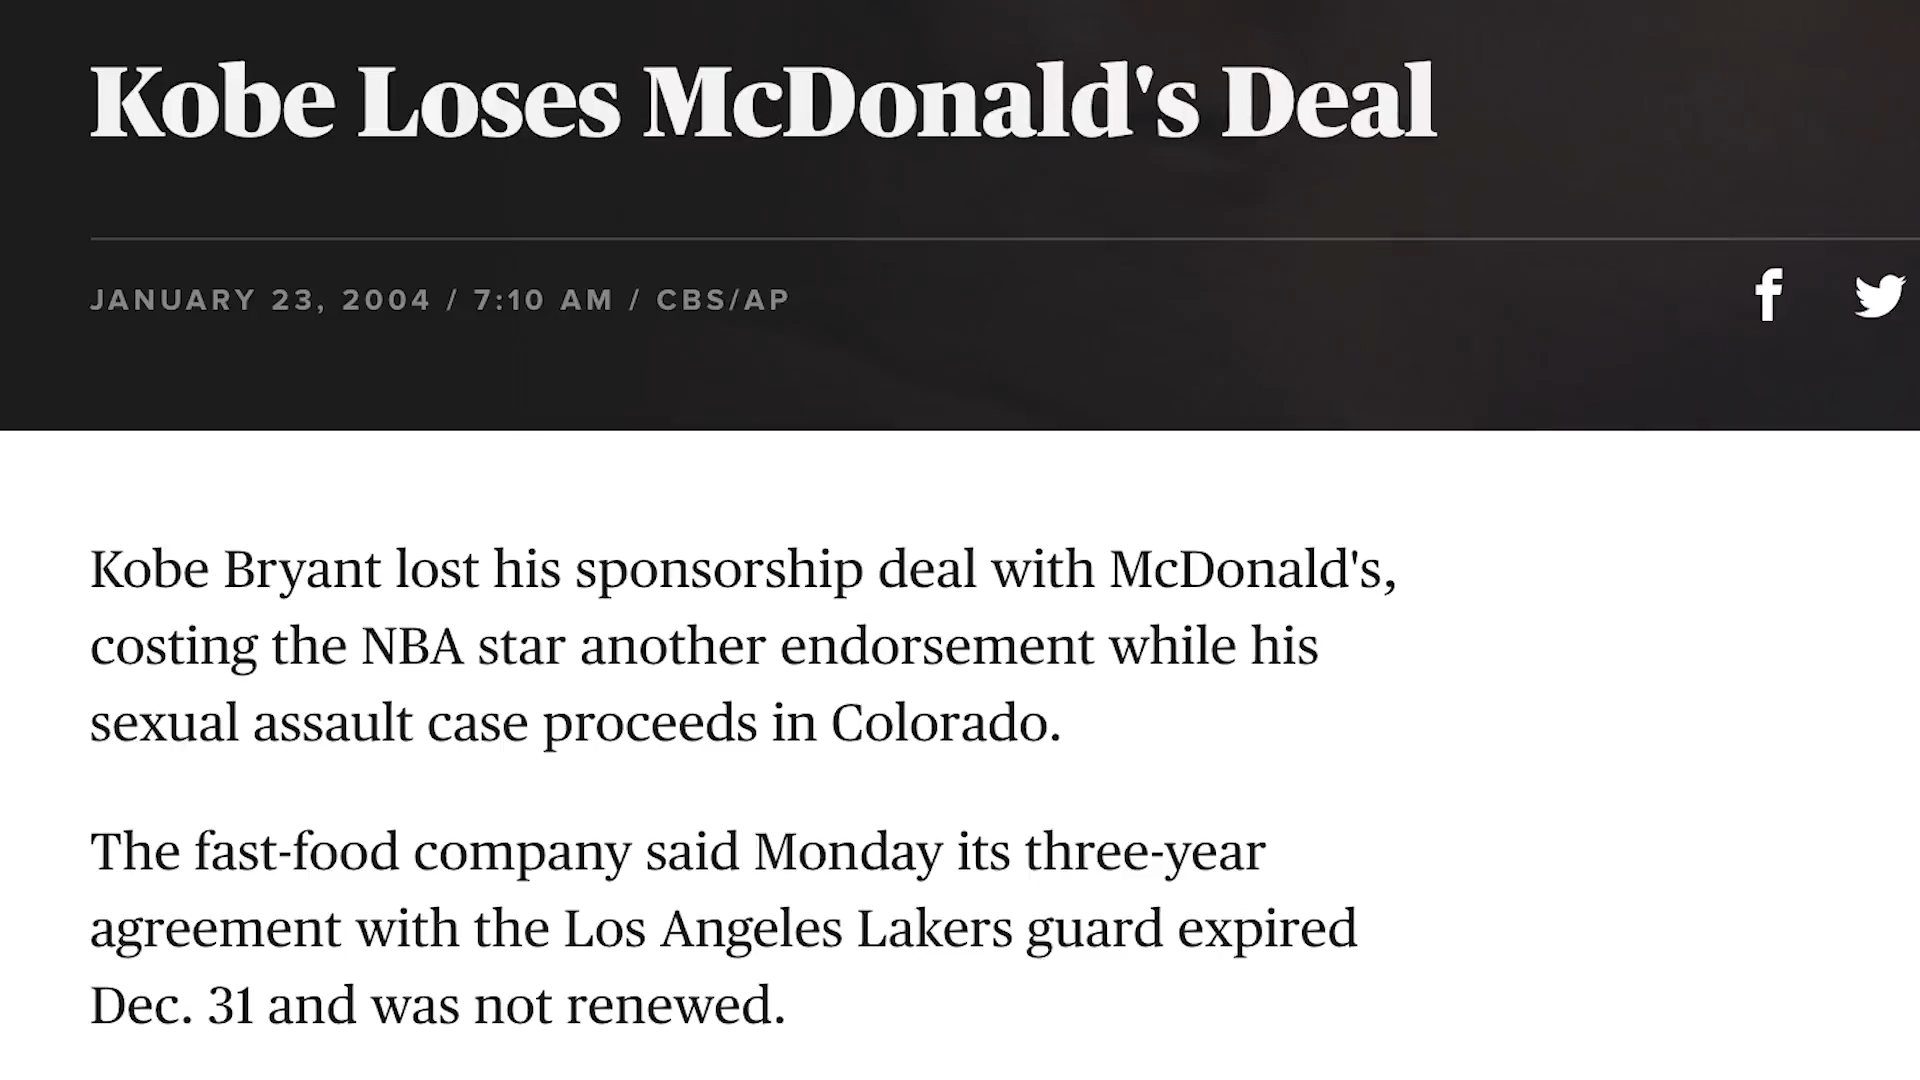 Kobe Loses McDonald's Deal
JANUARY 23, 2004 / 7:10 AM / CBS/AP
Kobe Bryant lost his sponsorship deal with McDonald's,
costing the NBA star another endorsement while his
sexual assault case proceeds in Colorado.
The fast-food company said Monday its three-year
agreement with the Los Angeles Lakers guard expired
Dec. 31 and was not renewed.